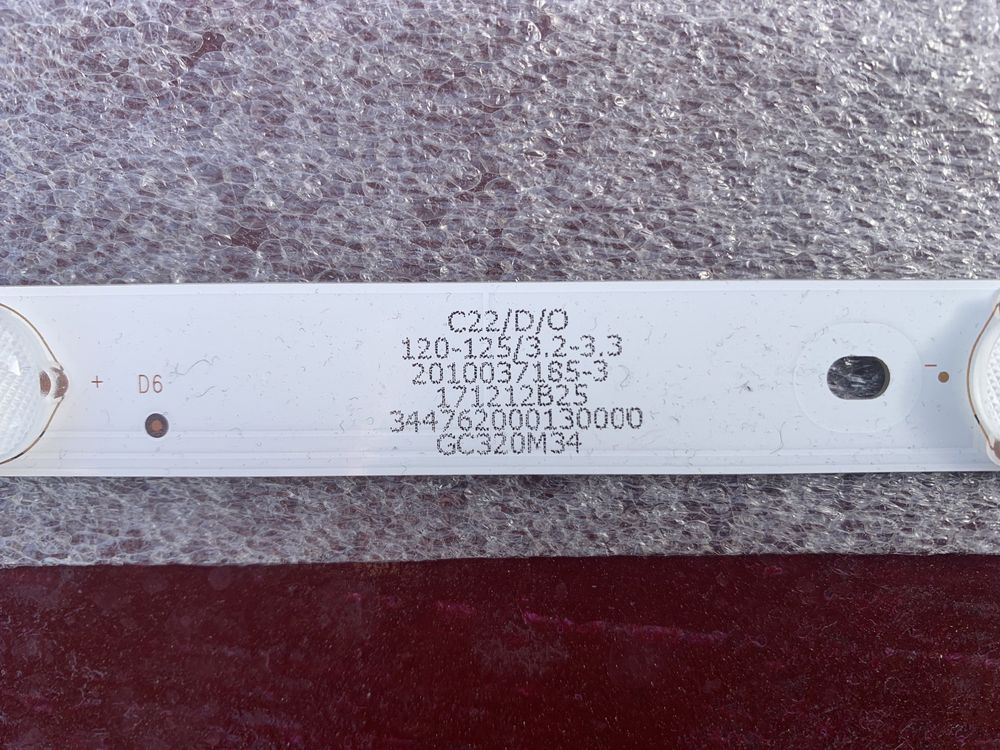 C22/D/O
120-125/3.2-3.3
2010037185-3
171212B25
344762000130000
GC320M34
+ D6 -